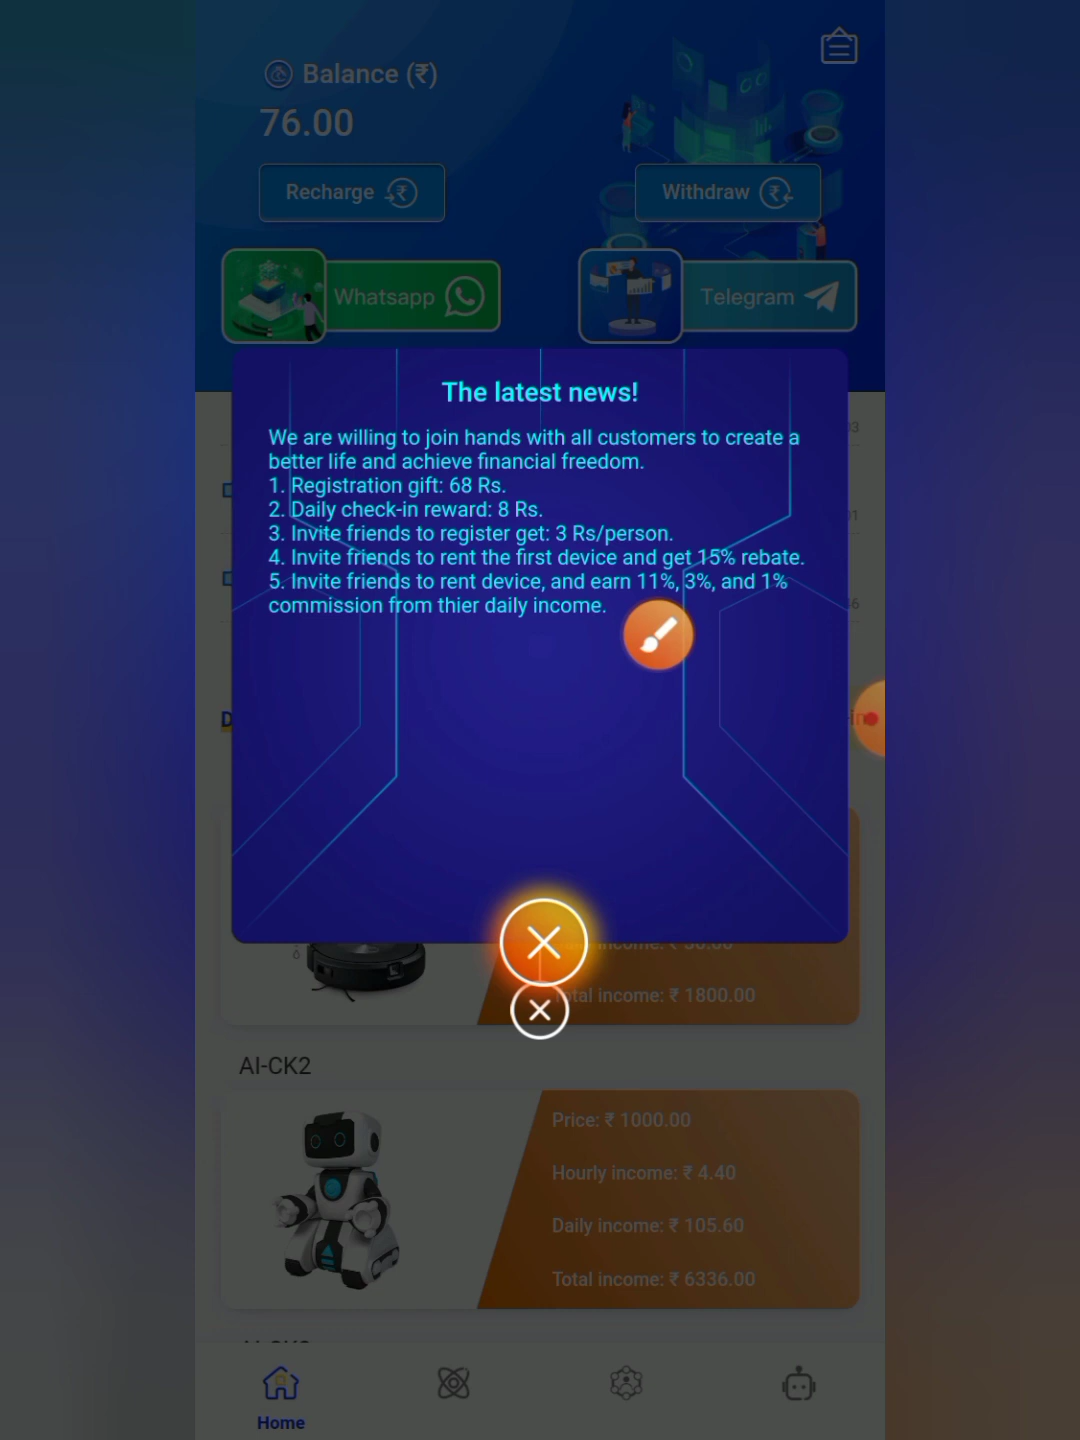 Balance (₹)
76.00
Recharge
Withdraw
Whatsapp
Telegram
The latest news!
We are willing to join hands with all customers to create a
better life and achieve financial freedom.
1. Registration gift: 68 Rs.
2. Daily check-in reward: 8 Rs.
3. Invite friends to register get: 3 Rs/person.
4. Invite friends to rent the first device and get 15% rebate.
5. Invite friends to rent device, and earn 11%, 3%, and 1%
commission from thier daily income.
income: ₹
Total income: ₹ 1800.00
AI-CK2
Price: ₹ 1000.00
Hourly income: ₹ 4.40
Daily income: ₹ 105.60
Total income: ₹ 6336.00
Home